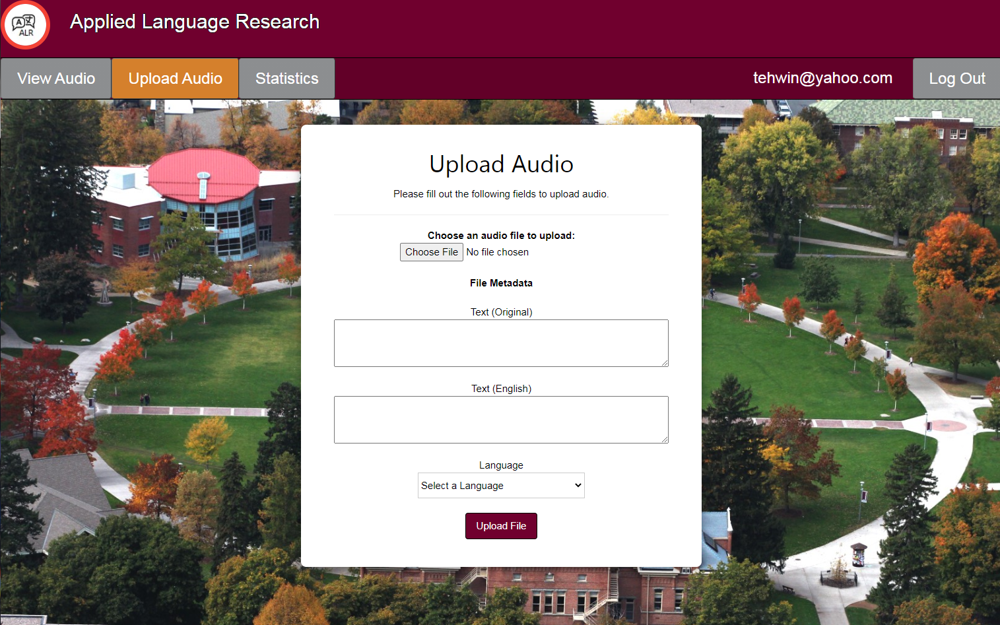 ALR
Applied Language Research
View Audio
Upload Audio
Statistics
tehwin@yahoo.com
Log Out
Upload Audio
Please fill out the following fields to upload audio.
Choose an audio file to upload:
Choose File No file chosen
File Metadata
Text (Original)
Text (English)
Language
Select a Language
Upload File